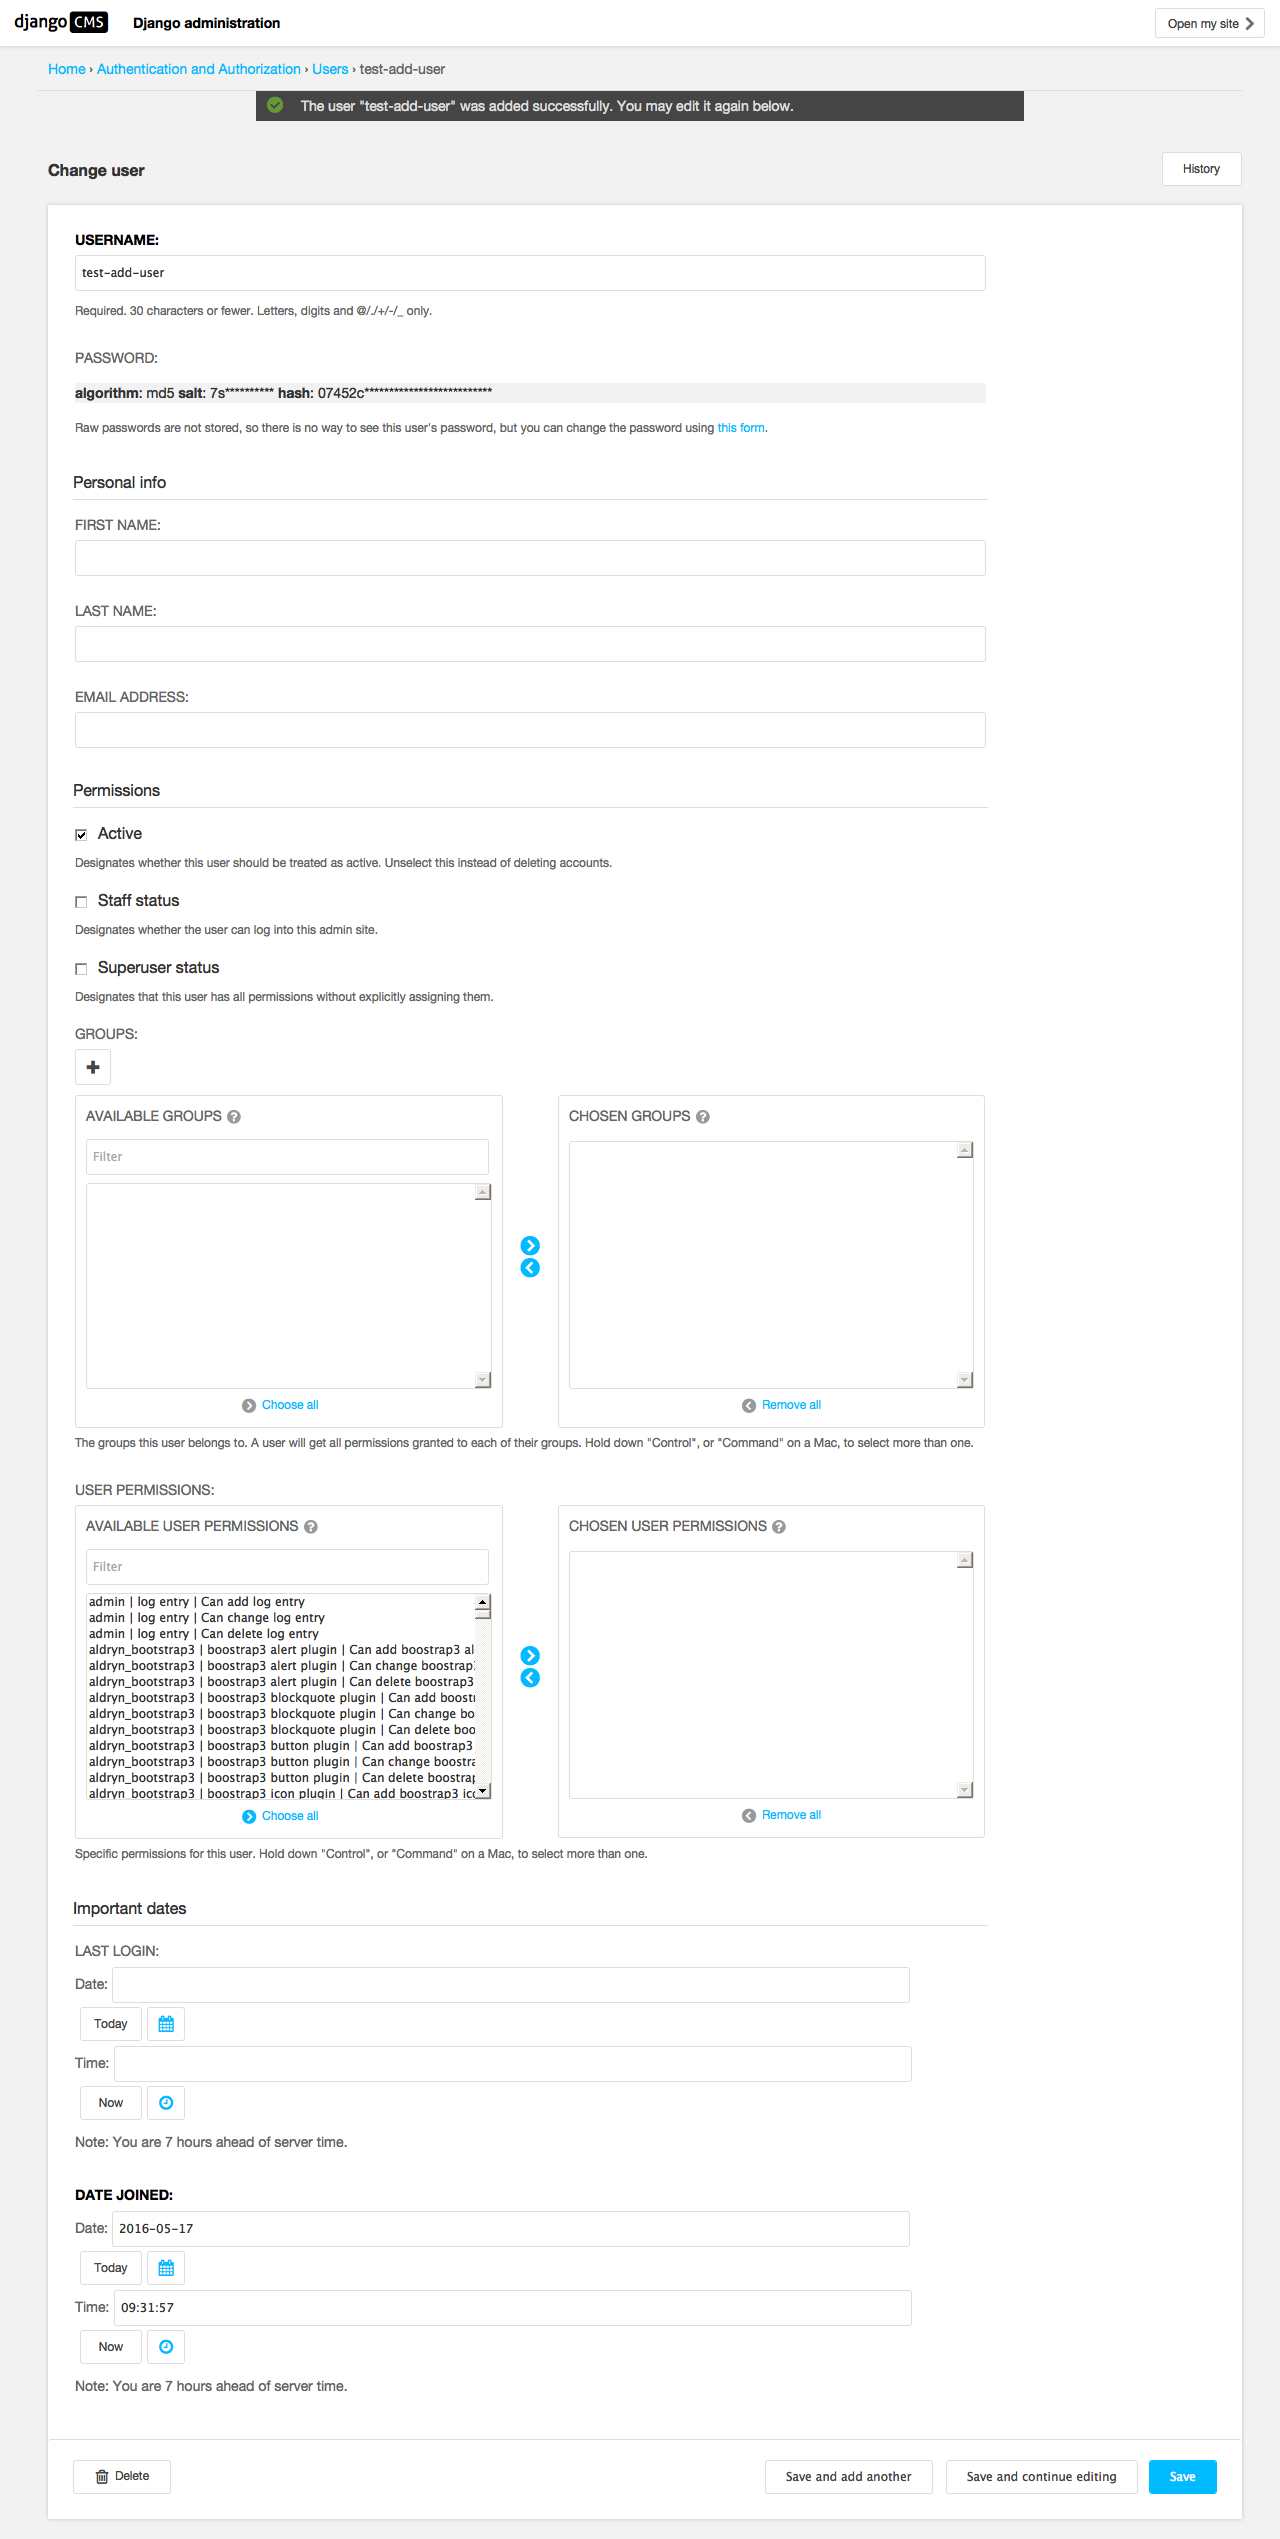 django CMS Django administration Open my site
Home › Authentication and Authorization › Users › test-add-user
The user "test-add-user" was added successfully. You may edit it again below.
Change user
History
USERNAME:
test-add-user
Required. 30 characters or fewer. Letters, digits and @/./+/-/_ only.
PASSWORD:
algorithm: md5 salt: 7s********** hash: 07452c**************************
Raw passwords are not stored, so there is no way to see this user's password, but you can change the password using this form.
Personal info
FIRST NAME:
LAST NAME:
EMAIL ADDRESS:
Permissions
Active
Designates whether this user should be treated as active. Unselect this instead of deleting accounts.
Staff status
Designates whether the user can log into this admin site.
Superuser status
Designates that this user has all permissions without explicitly assigning them.
GROUPS:
AVAILABLE GROUPS
Filter
Choose all
CHOSEN GROUPS
Remove all
The groups this user belongs to. A user will get all permissions granted to each of their groups. Hold down "Control", or "Command" on a Mac, to select more than one.
USER PERMISSIONS:
AVAILABLE USER PERMISSIONS
Filter
admin | log entry | Can add log entry
admin | log entry | Can change log entry
admin | log entry | Can delete log entry
aldryn_bootstrap3 | boostrap3 alert plugin | Can add boostrap3 al
aldryn_bootstrap3 | boostrap3 alert plugin | Can change boostrap3
aldryn_bootstrap3 | boostrap3 alert plugin | Can delete boostrap3
aldryn_bootstrap3 | boostrap3 blockquote plugin | Can add boostr
aldryn_bootstrap3 | boostrap3 blockquote plugin | Can change bo
aldryn_bootstrap3 | boostrap3 blockquote plugin | Can delete boo
aldryn_bootstrap3 | boostrap3 button plugin | Can add boostrap3
aldryn_bootstrap3 | boostrap3 button plugin | Can change boostra
aldryn_bootstrap3 | boostrap3 button plugin | Can delete boostrap
aldryn_bootstrap3 | boostrap3 icon plugin | Can add boostrap3 ico
Choose all
CHOSEN USER PERMISSIONS
Remove all
Specific permissions for this user. Hold down "Control", or "Command" on a Mac, to select more than one.
Important dates
LAST LOGIN:
Date:
Today
Time:
Now
Note: You are 7 hours ahead of server time.
DATE JOINED:
Date: 2016-05-17
Today
Time: 09:31:57
Now
Note: You are 7 hours ahead of server time.
Delete
Save and add another
Save and continue editing
Save